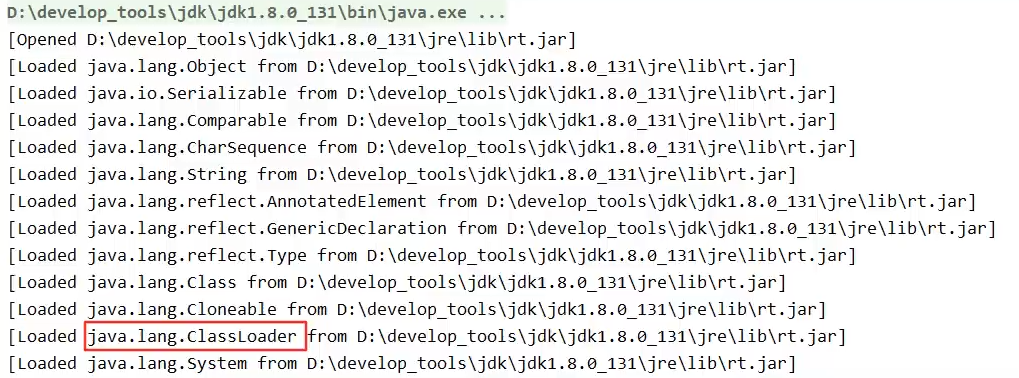 D:\develop_tools\jdk\jdk1.8.0_131\bin\java.exe ...
[Opened D:\develop_tools\jdk\jdk1.8.0_131\jre\lib\rt.jar]
[Loaded java.lang.Object from D:\develop_tools\jdk\jdk1.8.0_131\jre\lib\rt.jar]
[Loaded java.io.Serializable from D:\develop_tools\jdk\jdk1.8.0_131\jre\lib\rt.jar]
[Loaded java.lang.Comparable from D:\develop_tools\jdk\jdk1.8.0_131\jre\lib\rt.jar]
[Loaded java.lang.CharSequence from D:\develop_tools\jdk\jdk1.8.0_131\jre\lib\rt.jar]
[Loaded java.lang.String from D:\develop_tools\jdk\jdk1.8.0_131\jre\lib\rt.jar]
[Loaded java.lang.reflect.AnnotatedElement from D:\develop_tools\jdk\jdk1.8.0_131\jre\lib\rt.jar]
[Loaded java.lang.reflect.GenericDeclaration from D:\develop_tools\jdk\jdk1.8.0_131\jre\lib\rt.jar]
[Loaded java.lang.reflect.Type from D:\develop_tools\jdk\jdk1.8.0_131\jre\lib\rt.jar]
[Loaded java.lang.Class from D:\develop_tools\jdk\jdk1.8.0_131\jre\lib\rt.jar]
[Loaded java.lang.Cloneable from D:\develop_tools\jdk\jdk1.8.0_131\jre\lib\rt.jar]
[Loaded java.lang.ClassLoader from D:\develop_tools\jdk\jdk1.8.0_131\jre\lib\rt.jar]
[Loaded java.lang.System from D:\develop_tools\jdk\jdk1.8.0_131\jre\lib\rt.jar]